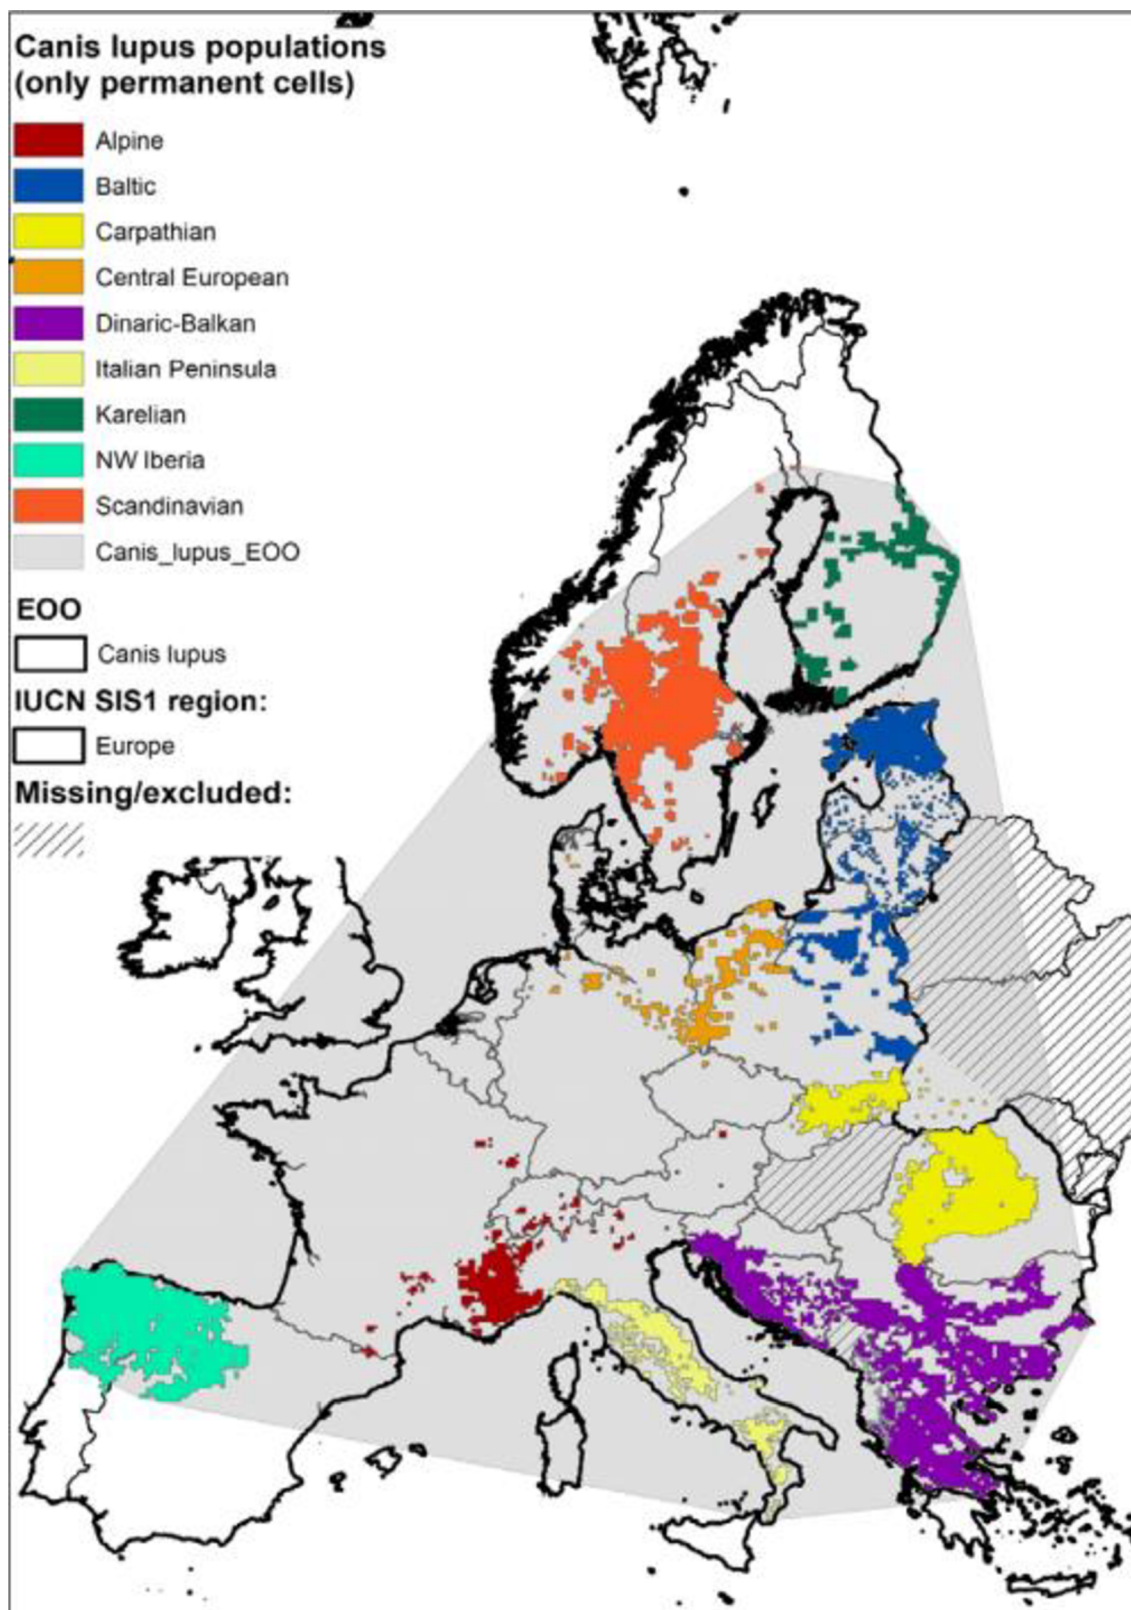 Canis lupus populations
(only permanent cells)
Alpine
Baltic
Carpathian
Central European
Dinaric-Balkan
Italian Peninsula
Karelian
NW Iberia
Scandinavian
Canis_lupus_EOO
EOO
Canis lupus
IUCN SIS1 region:
Europe
Missing/excluded: